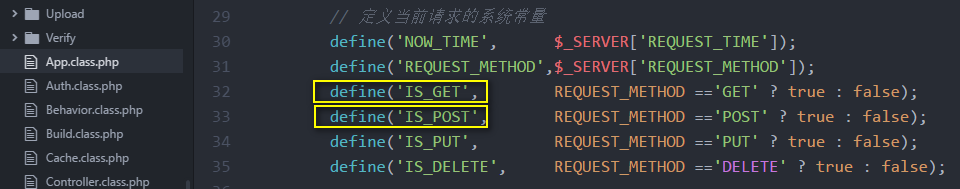 Upload
Verify
App.class.php
Auth.class.php
Behavior.class.php
Build.class.php
Cache.class.php
Controller.class.php
29 // 定义当前请求的系统常量
30 define('NOW_TIME', $_SERVER['REQUEST_TIME']);
31 define('REQUEST_METHOD',$_SERVER['REQUEST_METHOD']);
32 define('IS_GET', REQUEST_METHOD =='GET' ? true : false);
33 define('IS_POST', REQUEST_METHOD =='POST' ? true : false);
34 define('IS_PUT', REQUEST_METHOD =='PUT' ? true : false);
35 define('IS_DELETE', REQUEST_METHOD =='DELETE' ? true : false);